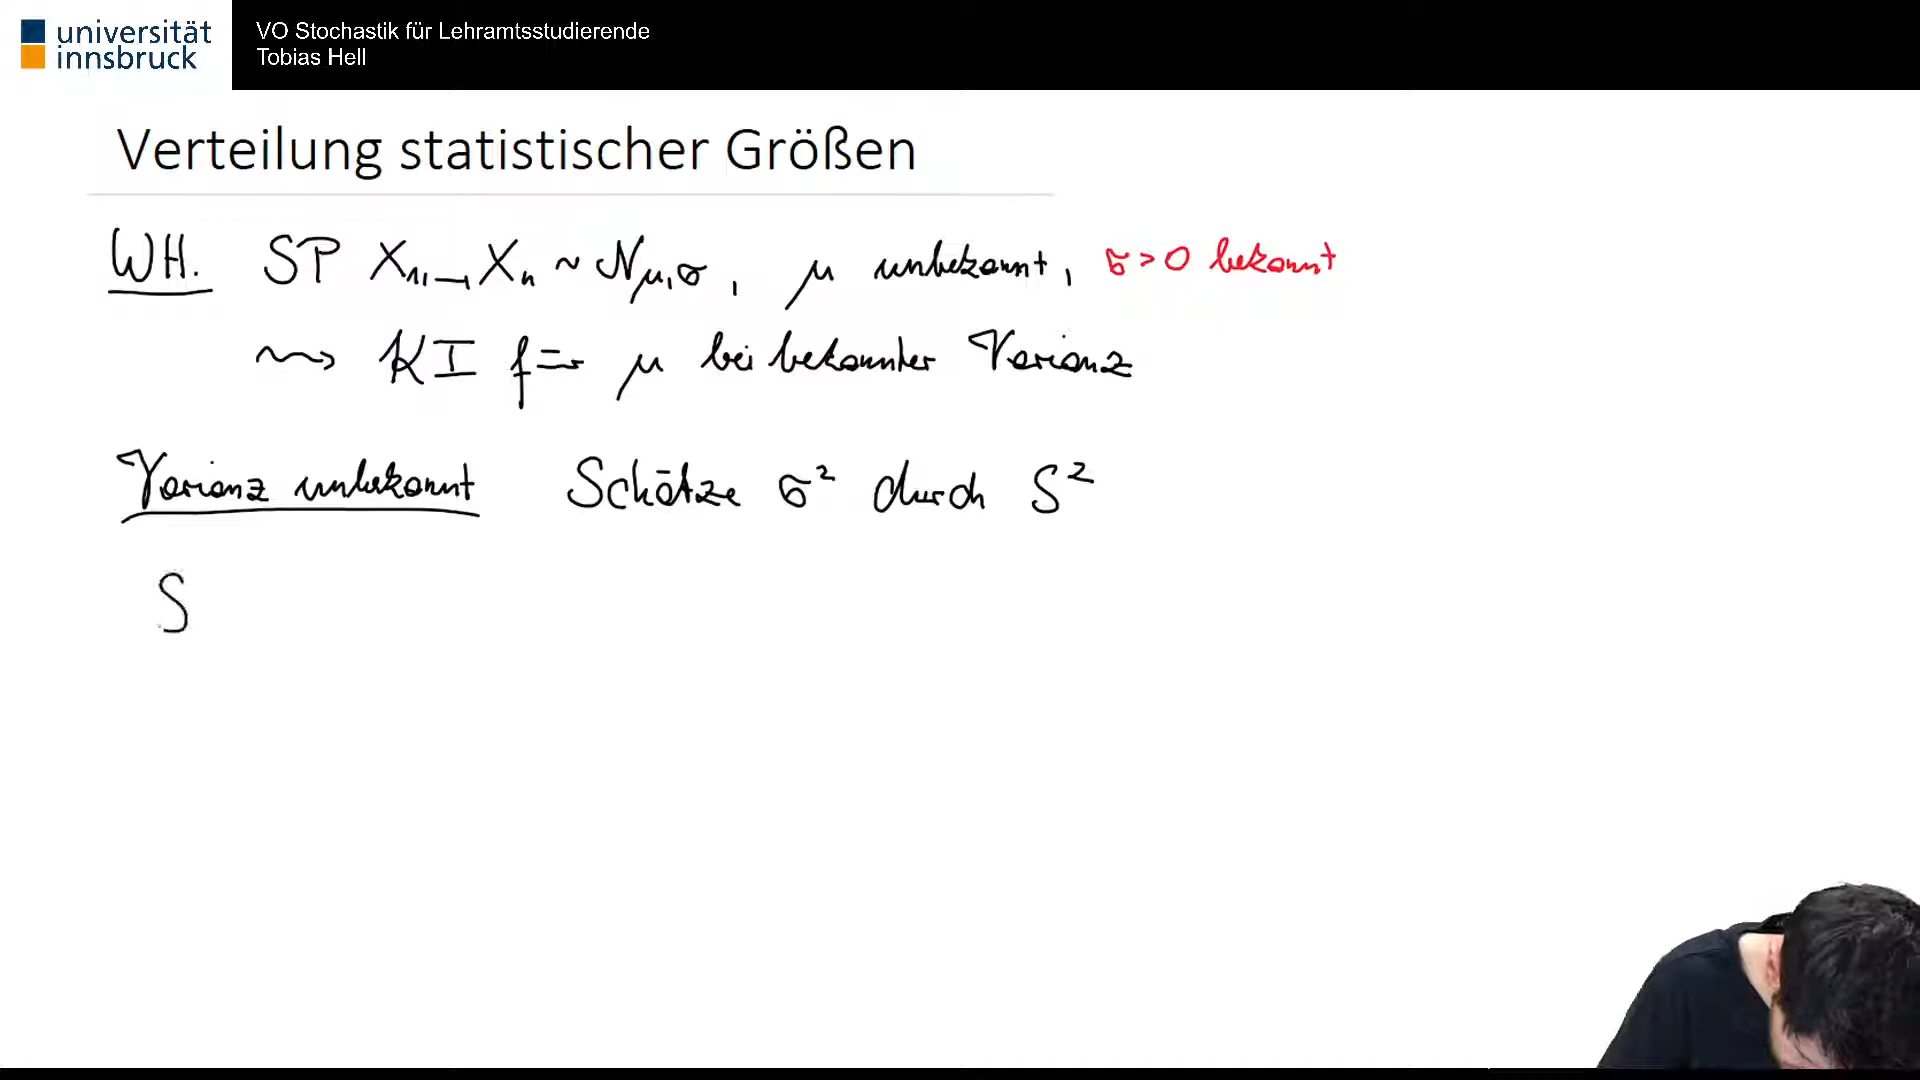 universität
innsbruck
VO Stochastik für Lehramtsstudierende
Tobias Hell
Verteilung statistischer Größen
WH. SP X₁, ..., Xₙ ~ N_μ,σ , μ unbekannt, σ > 0 bekannt
⇝ KI für μ bei bekannter Varianz
Varianz unbekannt Schätze σ² durch S²
S